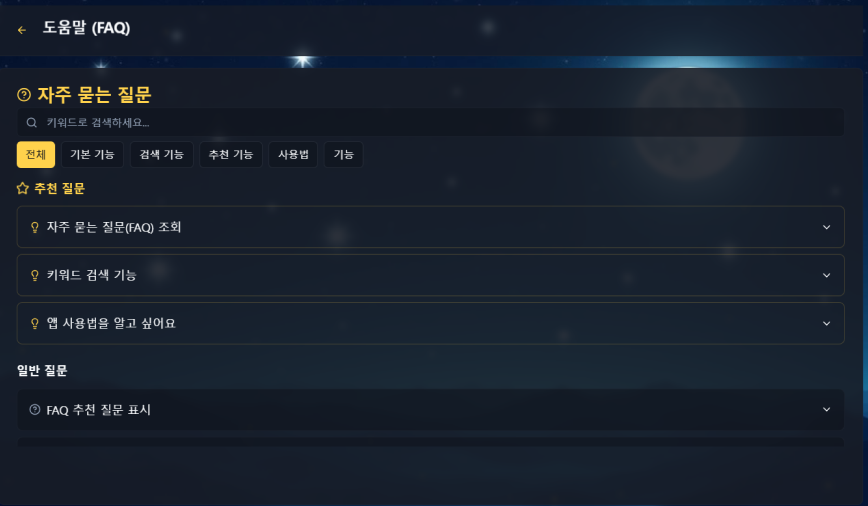 도움말 (FAQ)
자주 묻는 질문
키워드로 검색하세요...
전체 기본 기능 검색 기능 추천 기능 사용법 기능
추천 질문
자주 묻는 질문(FAQ) 조회
키워드 검색 기능
앱 사용법을 알고 싶어요
일반 질문
FAQ 추천 질문 표시